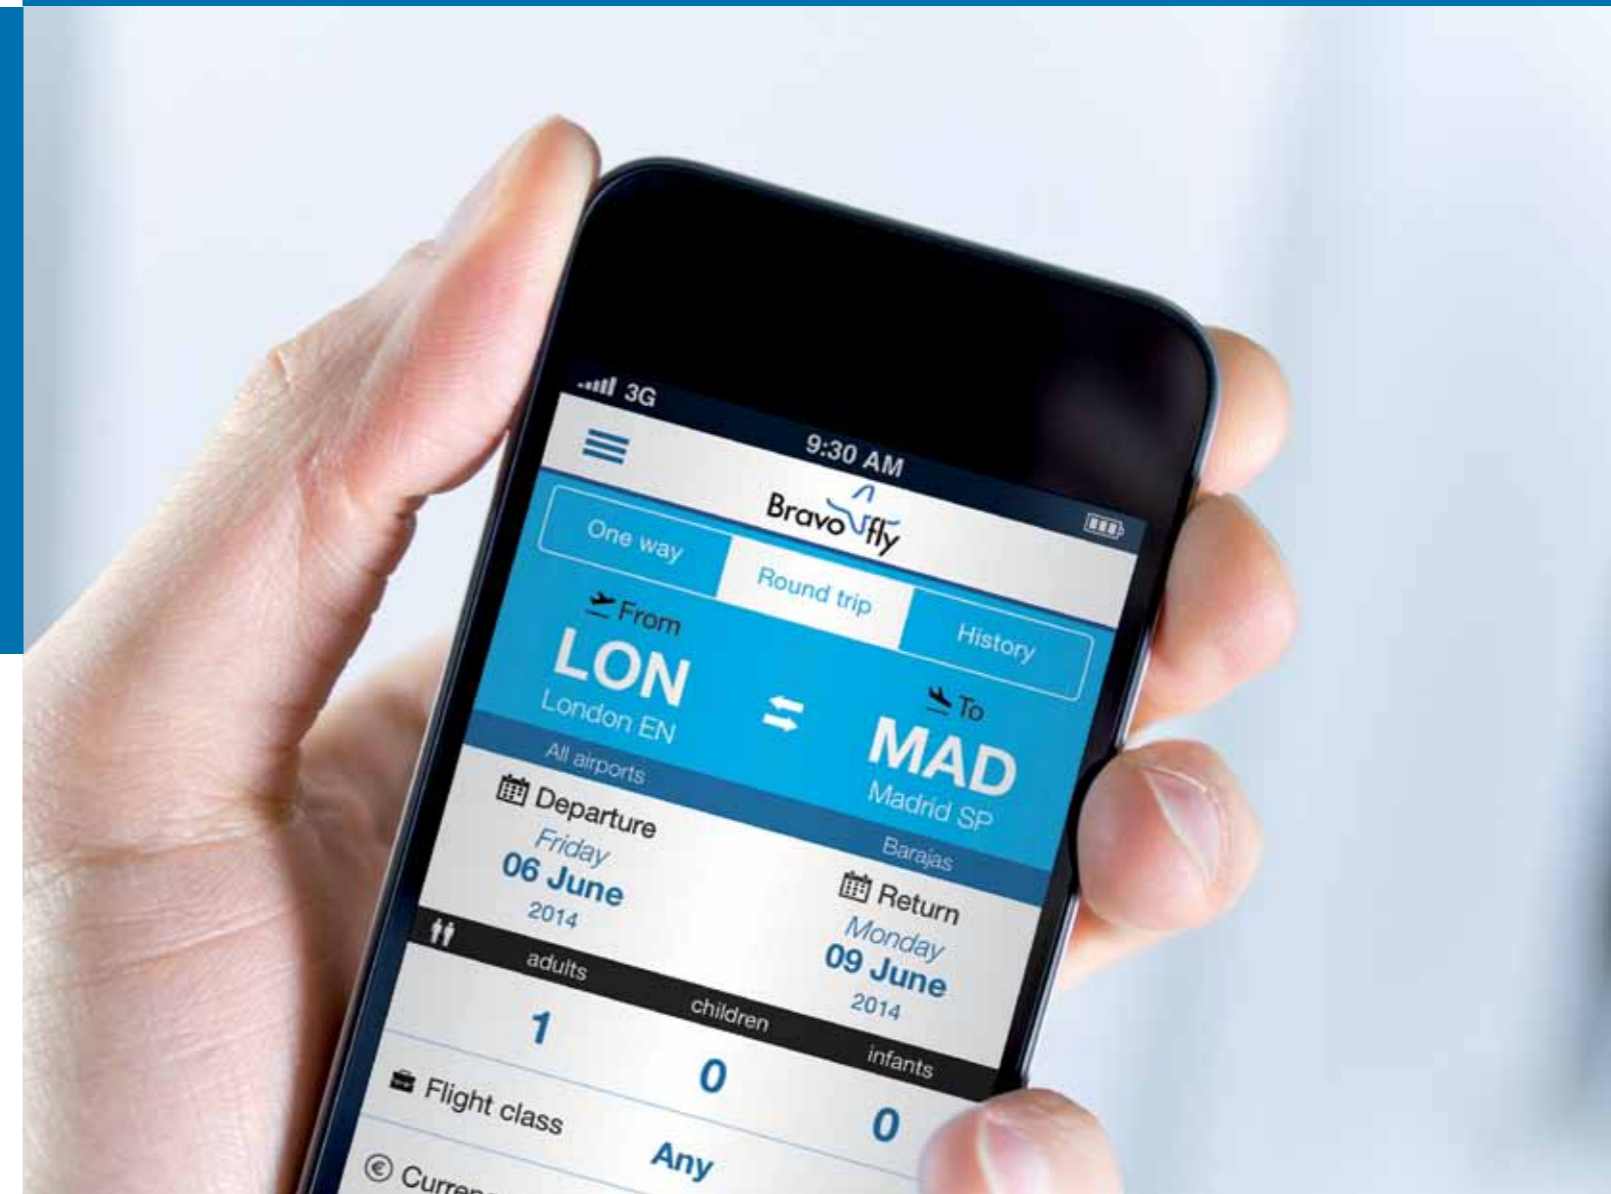 3G
9:30 AM
Bravofly
One way
Round trip
History
From
LON
London EN
All airports
To
MAD
Madrid SP
Barajas
Departure
Friday
06 June
2014
Return
Monday
09 June
2014
adults
children
infants
1
0
0
Flight class
Any